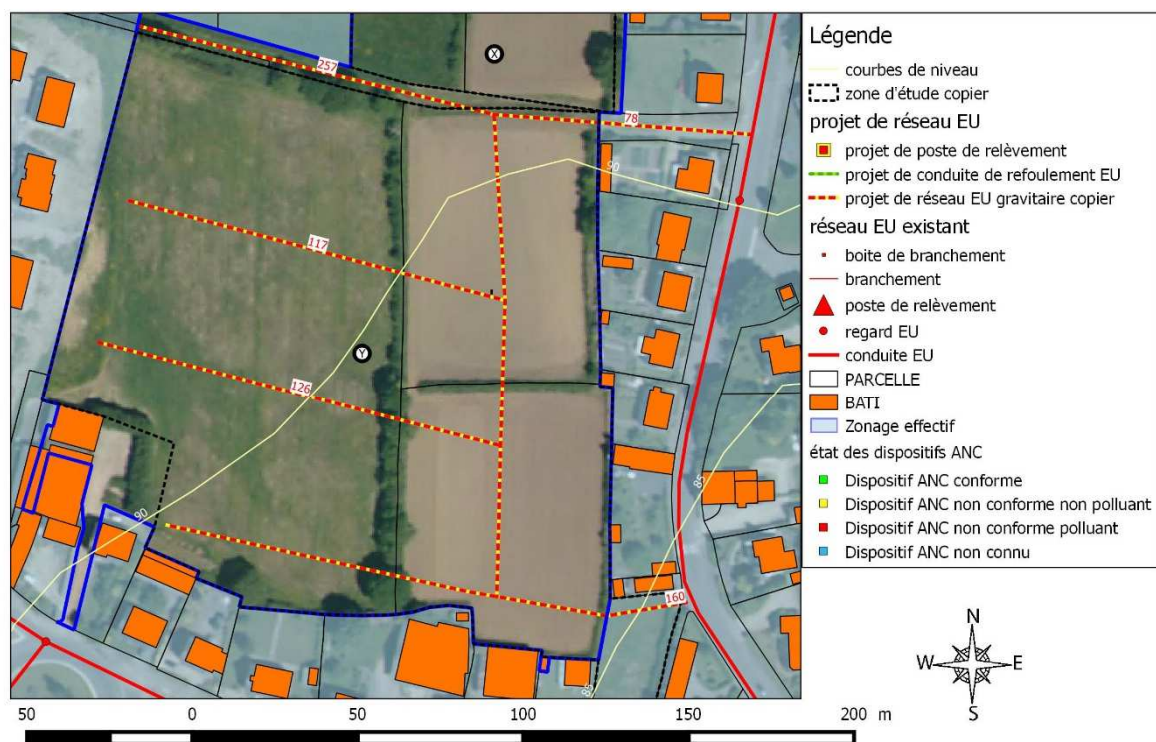 Légende
courbes de niveau
zone d'étude copier
projet de réseau EU
projet de poste de relèvement
projet de conduite de refoulement EU
projet de réseau EU gravitaire copier
réseau EU existant
boite de branchement
branchement
poste de relèvement
regard EU
conduite EU
PARCELLE
BATI
Zonage effectif
état des dispositifs ANC
Dispositif ANC conforme
Dispositif ANC non conforme non polluant
Dispositif ANC non conforme polluant
Dispositif ANC non connu
X
257
78
90
117
Y
126
85
90
160
85
N
W E
S
50 0 50 100 150 200 m